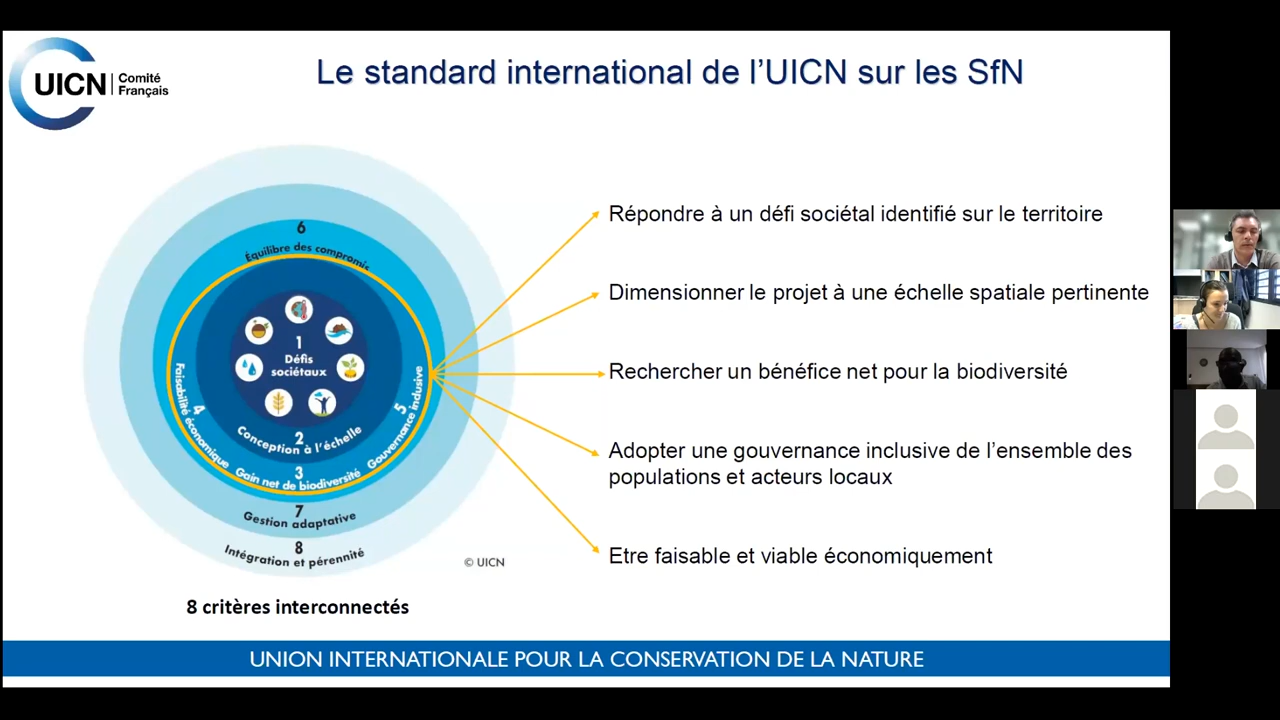 UICN
Comité
Français
Le standard international de l'UICN sur les SfN
6
Équilibre des compromis
1
Défis
sociétaux
2
Conception à l'échelle
4
Faisabilité économique
3
Gain net de biodiversité
5
Gouvernance inclusive
7
Gestion adaptative
8
Intégration et pérennité
© UICN
8 critères interconnectés
Répondre à un défi sociétal identifié sur le territoire
Dimensionner le projet à une échelle spatiale pertinente
Rechercher un bénéfice net pour la biodiversité
Adopter une gouvernance inclusive de l'ensemble des
populations et acteurs locaux
Etre faisable et viable économiquement
UNION INTERNATIONALE POUR LA CONSERVATION DE LA NATURE